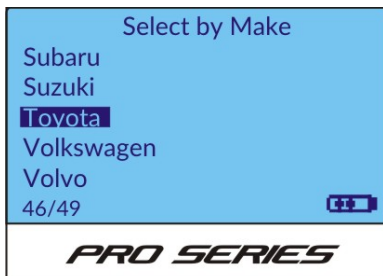 Select by Make
Subaru
Suzuki
Toyota
Volkswagen
Volvo
46/49
PRO SERIES